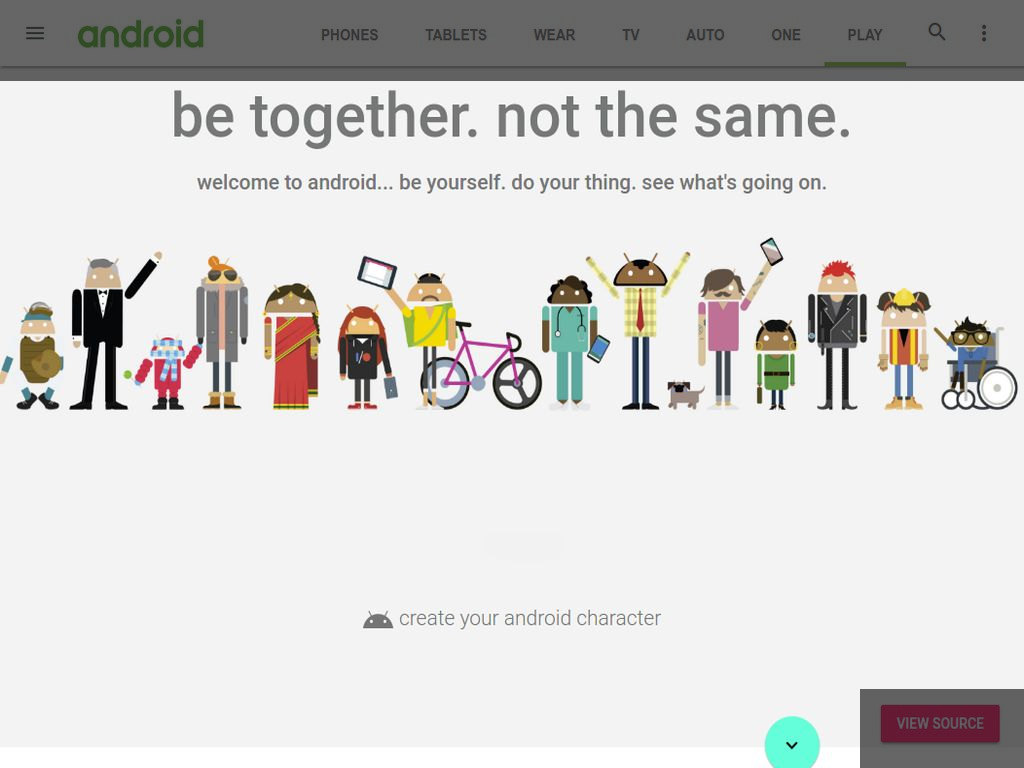 android
PHONES TABLETS WEAR TV AUTO ONE PLAY
be together. not the same.
welcome to android... be yourself. do your thing. see what's going on.
create your android character
VIEW SOURCE